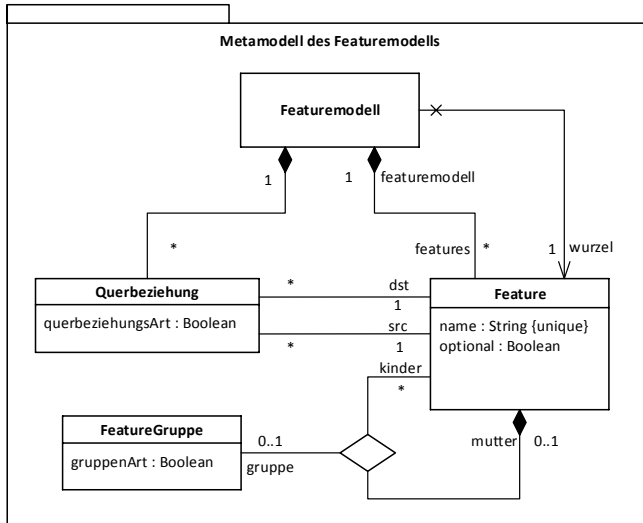 Metamodell des Featuremodells
Featuremodell
1
1
featuremodell
*
features
*
1
wurzel
Querbeziehung
querbeziehungsArt : Boolean
*
dst
1
*
src
1
Feature
name : String {unique}
optional : Boolean
kinder
*
FeatureGruppe
gruppenArt : Boolean
0..1
gruppe
mutter
0..1